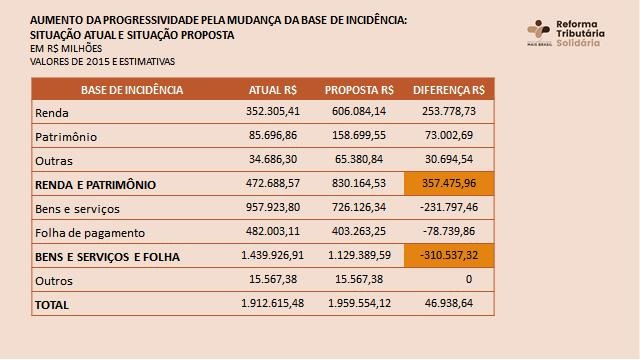 AUMENTO DA PROGRESSIVIDADE PELA MUDANÇA DA BASE DE INCIDÊNCIA:
SITUAÇÃO ATUAL E SITUAÇÃO PROPOSTA
EM R$ MILHÕES
VALORES DE 2015 E ESTIMATIVAS
MAIS BRASIL
Reforma
Tributária
Solidária
BASE DE INCIDÊNCIA ATUAL R$ PROPOSTA R$ DIFERENÇA R$
Renda 352.305,41 606.084,14 253.778,73
Patrimônio 85.696,86 158.699,55 73.002,69
Outras 34.686,30 65.380,84 30.694,54
RENDA E PATRIMÔNIO 472.688,57 830.164,53 357.475,96
Bens e serviços 957.923,80 726.126,34 -231.797,46
Folha de pagamento 482.003,11 403.263,25 -78.739,86
BENS E SERVIÇOS E FOLHA 1.439.926,91 1.129.389,59 -310.537,32
Outros 15.567,38 15.567,38 0
TOTAL 1.912.615,48 1.959.554,12 46.938,64